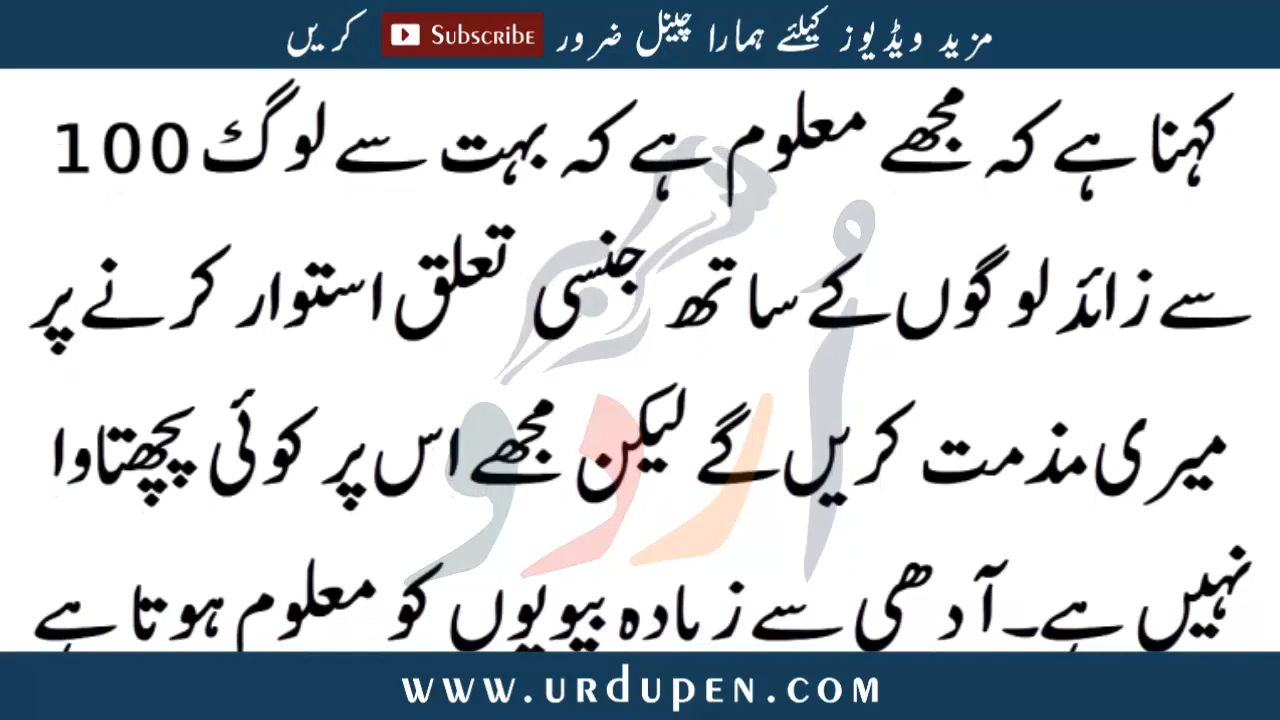 مزید ویڈیوز کیلئے ہمارا چینل ضرور Subscribe کریں
کہنا ہے کہ مجھے معلوم ہے کہ بہت سے لوگ 100
سے زائد لوگوں کے ساتھ جنسی تعلق استوار کرنے پر
میری مذمت کریں گے لیکن مجھے اس پر کوئی پچھتاوا
نہیں ہے۔ آدھی سے زیادہ بیویوں کو معلوم ہوتا ہے
اُردو
www.urdupen.com